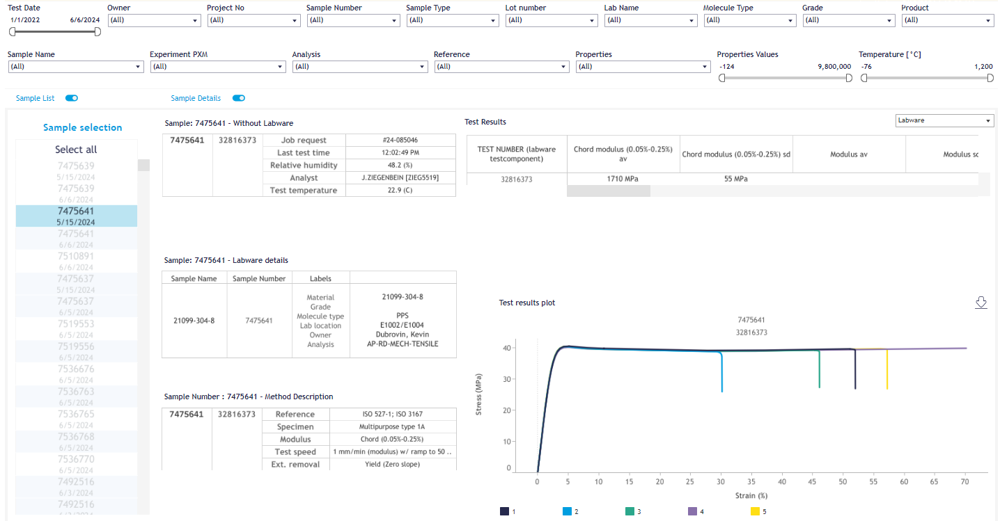 Test Date Owner Project No Sample Number Sample Type Lot number Lab Name Molecule Type Grade Product
1/1/2022 6/6/2024 (All) (All) (All) (All) (All) (All) (All) (All) (All)
Sample Name Experiment PXM Analysis Reference Properties Properties Values Temperature [°C]
(All) (All) (All) (All) (All) -124 9,800,000 -76 1,200
Sample List Sample Details
Sample selection
Select all
7475639
5/15/2024
7475639
6/6/2024
7475641
5/15/2024
7475641
6/6/2024
7510891
6/6/2024
7475637
5/15/2024
7475637
6/5/2024
7519553
6/5/2024
7519556
6/5/2024
7536676
6/5/2024
7536763
6/5/2024
7536765
6/5/2024
7536768
6/5/2024
7536770
6/5/2024
7492516
6/3/2024
7492516
Sample: 7475641 - Without Labware
7475641 32816373 Job request #24-085046
Last test time 12:02:49 PM
Relative humidity 48.2 (%)
Analyst J.ZIEGENBEIN [ZIEG5519]
Test temperature 22.9 (C)
Sample: 7475641 - Labware details
Sample Name Sample Number Labels
21099-304-8 7475641
Material 21099-304-8
Grade
Molecule type PPS
Lab location E1002/E1004
Owner Dubrovin, Kevin
Analysis AP-RD-MECH-TENSILE
Sample Number : 7475641 - Method Description
7475641 32816373 Reference ISO 527-1; ISO 3167
Specimen Multipurpose type 1A
Modulus Chord (0.05%-0.25%)
Test speed 1 mm/min (modulus) w/ ramp to 50 ..
Ext. removal Yield (Zero slope)
Test Results
Labware
TEST NUMBER (labware
testcomponent)
Chord modulus (0.05%-0.25%)
av
Chord modulus (0.05%-0.25%) sd
Modulus av
Modulus
32816373 1710 MPa 55 MPa
Test results plot
7475641
32816373
Stress (MPa)
40
30
20
10
0
0 5 10 15 20 25 30 35 40 45 50 55 60 65 70
Strain (%)
1 2 3 4 5